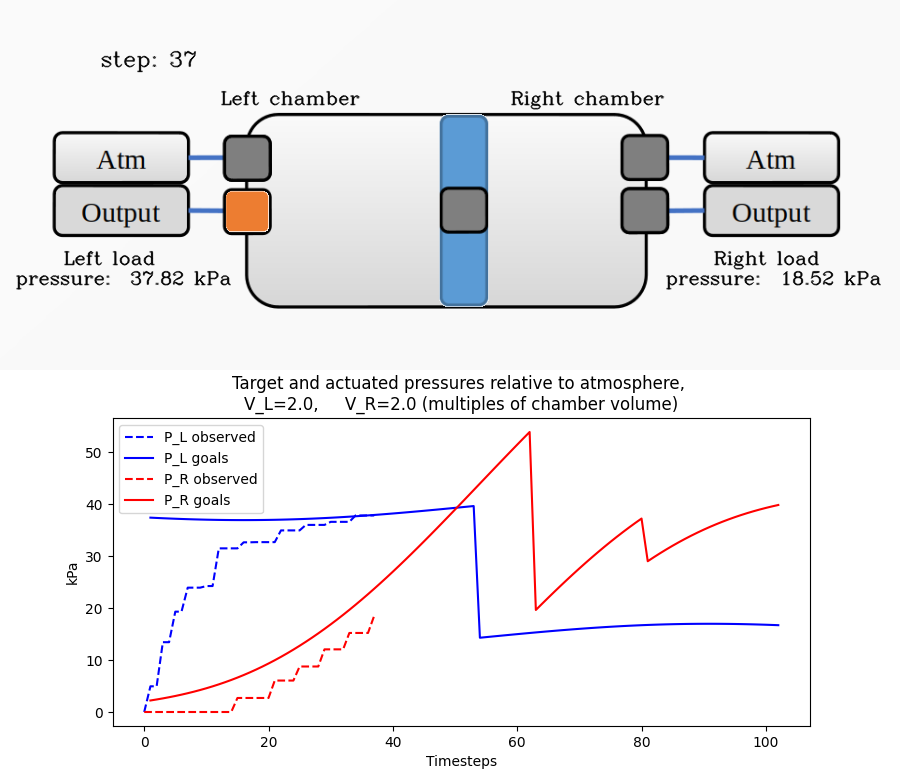 step: 37
Left chamber
Right chamber
Atm
Atm
Output
Output
Left load
pressure: 37.82 kPa
Right load
pressure: 18.52 kPa
Target and actuated pressures relative to atmosphere,
V_L=2.0, V_R=2.0 (multiples of chamber volume)
P_L observed
P_L goals
P_R observed
P_R goals
kPa
50
40
30
20
10
0
0 20 40 60 80 100
Timesteps